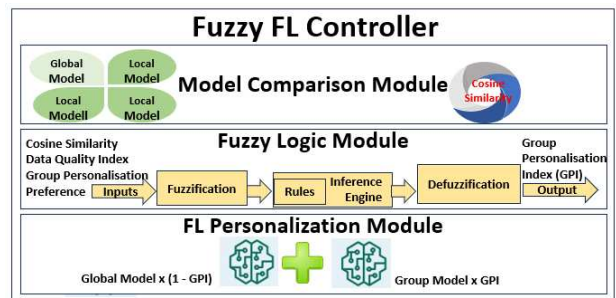 Fuzzy FL Controller
Global
Model
Local
Model
Local
Modell
Local
Model
Model Comparison Module
Cosine
Similarity
Fuzzy Logic Module
Cosine Similarity
Data Quality Index
Group Personalisation
Preference
Inputs
Fuzzification
Rules
Inference
Engine
Defuzzification
Group
Personalisation
Index (GPI)
Output
FL Personalization Module
Global Model x (1 - GPI)
Group Model x GPI